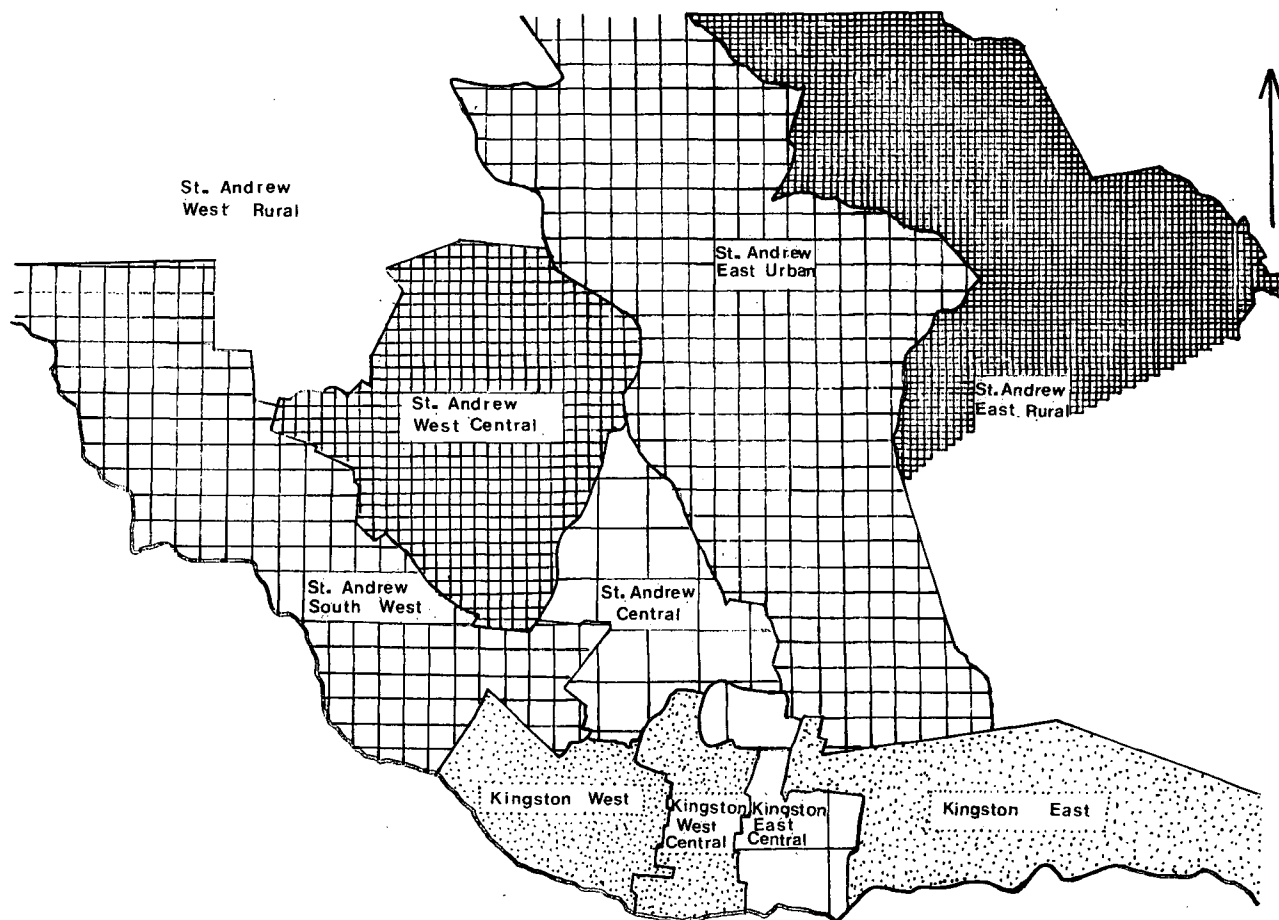 St. Andrew
West Rural
St. Andrew
East Urban
St. Andrew
East Rural
St. Andrew
West Central
St. Andrew
South West
St. Andrew
Central
Kingston West
Kingston
West
Central
Kingston
East
Central
Kingston East